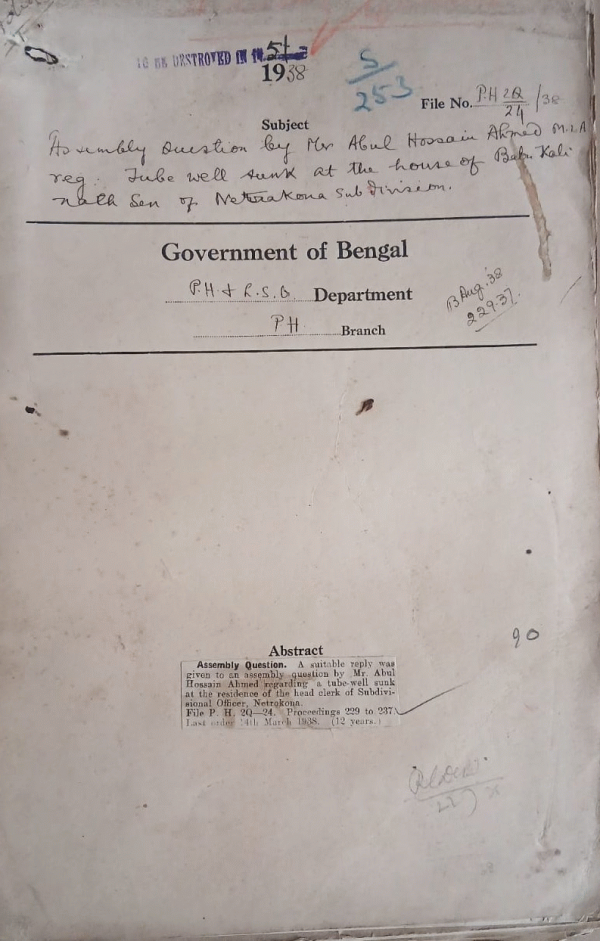 TO BE DESTROYED IN 1951
1938
5/253
File No. P.H 2Q/24/38
Subject
Assembly Question by Mr Abul Hossain Ahmed M.L.A
reg. Tube well sunk at the house of Babu Kali
nath Sen of Netrakona Subdivision.
Government of Bengal
P.H & L.S.G Department
PH Branch
B Aug. '38
229-37.
90
Abstract
Assembly Question. A suitable reply was
given to an assembly question by Mr. Abul
Hossain Ahmed regarding a tube-well sunk
at the residence of the head clerk of Subdivi-
sional Officer, Netrokona.
File P. H. 2Q—24. Proceedings 229 to 237.
Last order 24th March 1938. (12 years.)